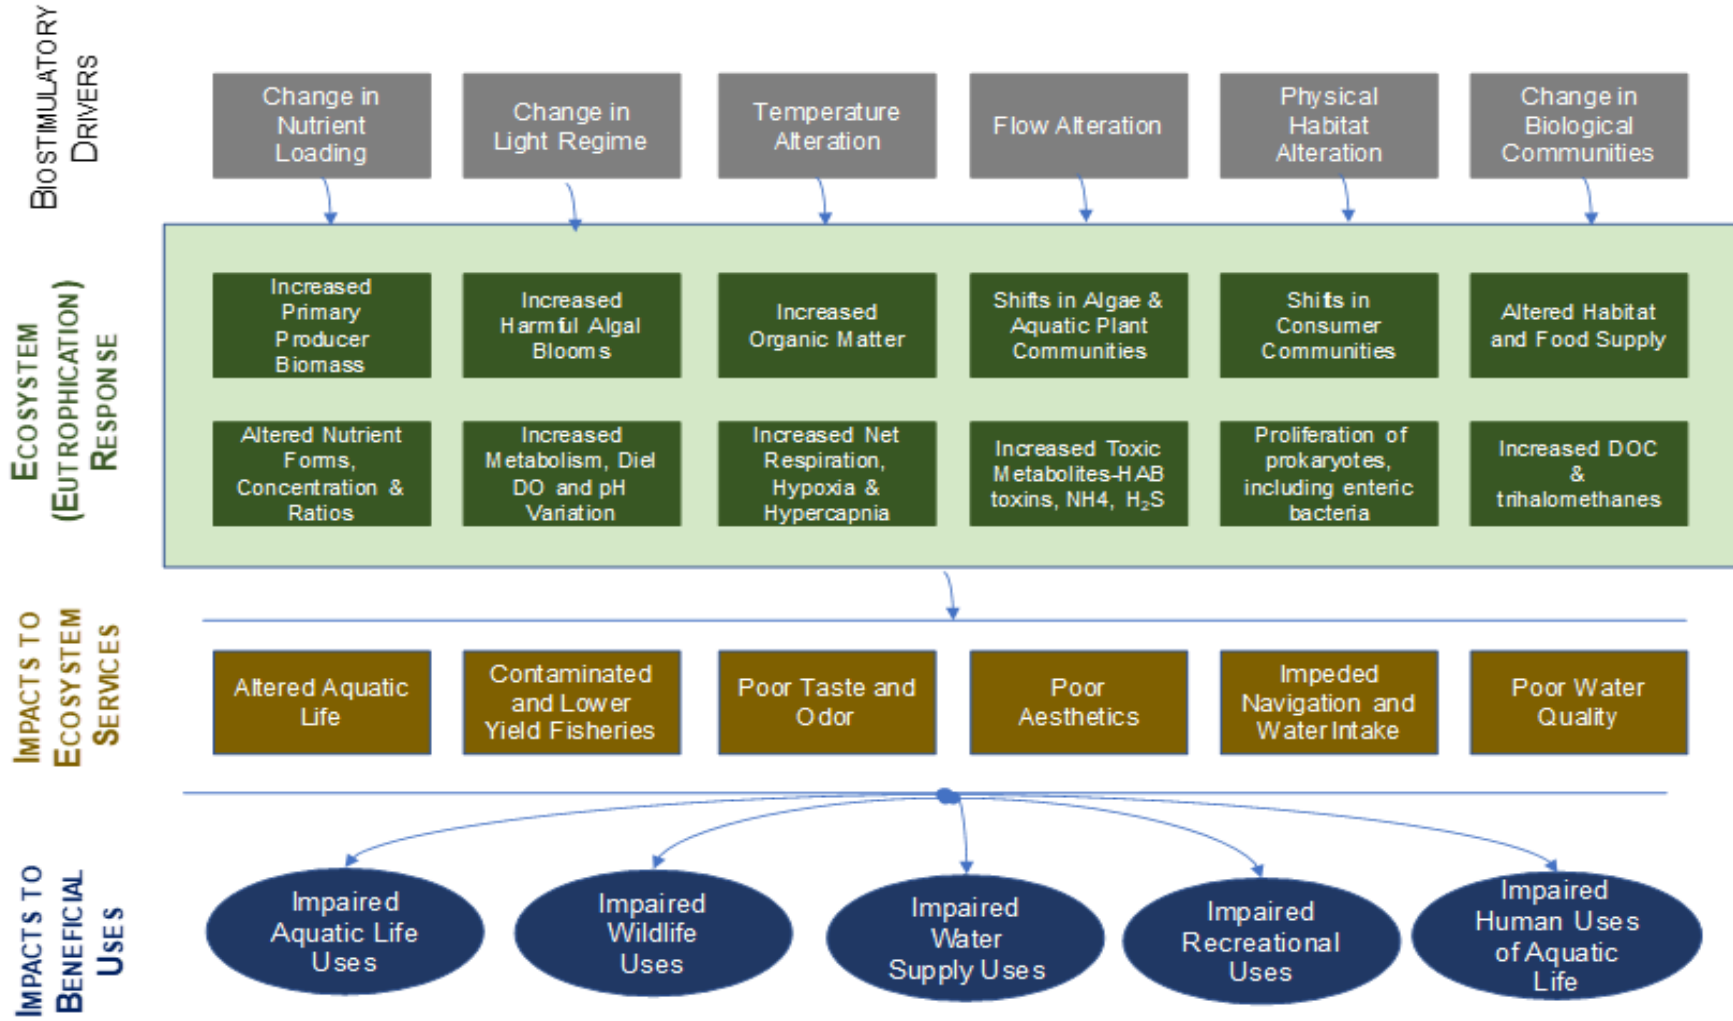 BIOSTIMULATORY
DRIVERS
Change in
Nutrient
Loading
Change in
Light Regime
Temperature
Alteration
Flow Alteration
Physical
Habitat
Alteration
Change in
Biological
Communities
ECOSYSTEM
(EUTROPHICATION)
RESPONSE
Increased
Primary
Producer
Biomass
Increased
Harmful Algal
Blooms
Increased
Organic Matter
Shifts in Algae &
Aquatic Plant
Communities
Shifts in
Consumer
Communities
Altered Habitat
and Food Supply
Altered Nutrient
Forms,
Concentration &
Ratios
Increased
Metabolism, Diel
DO and pH
Variation
Increased Net
Respiration,
Hypoxia &
Hypercapnia
Increased Toxic
Metabolites-HAB
toxins, NH4, H₂S
Proliferation of
prokaryotes,
including enteric
bacteria
Increased DOC
&
trihalomethanes
IMPACTS TO
ECOSYSTEM
SERVICES
Altered Aquatic
Life
Contaminated
and Lower
Yield Fisheries
Poor Taste and
Odor
Poor
Aesthetics
Impeded
Navigation and
Water Intake
Poor Water
Quality
IMPACTS TO
BENEFICIAL
USES
Impaired
Aquatic Life
Uses
Impaired
Wildlife
Uses
Impaired
Water
Supply Uses
Impaired
Recreational
Uses
Impaired
Human Uses
of Aquatic
Life